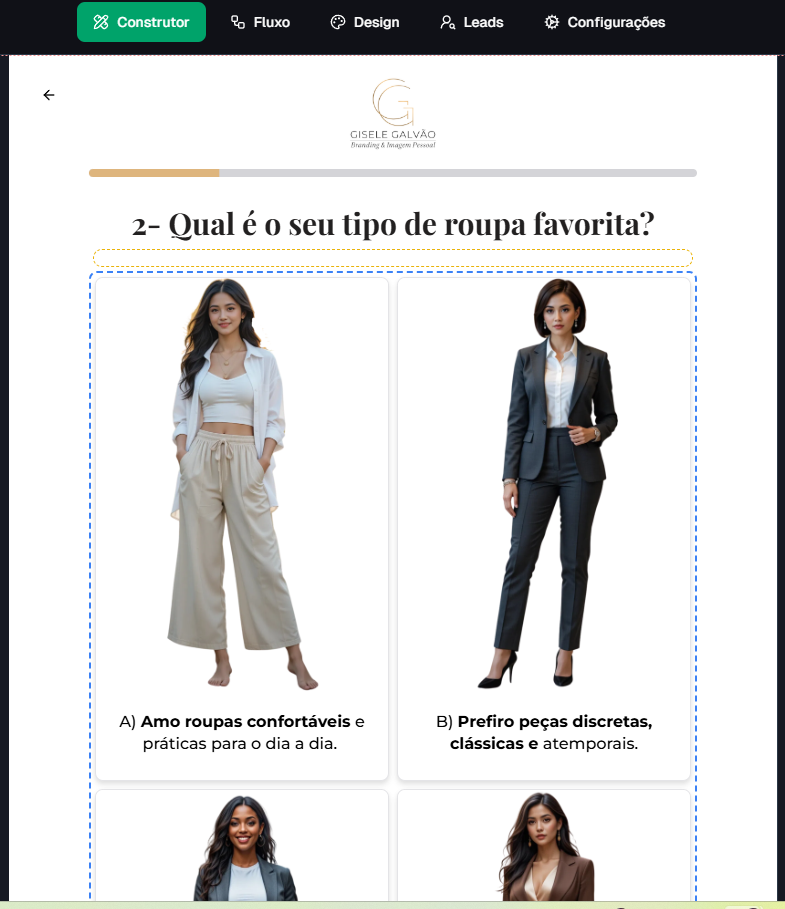 Construtor
Fluxo
Design
Leads
Configurações
GISELE GALVÃO
Branding & Imagem Pessoal
2- Qual é o seu tipo de roupa favorita?
A) Amo roupas confortáveis e
práticas para o dia a dia.
B) Prefiro peças discretas,
clássicas e atemporais.